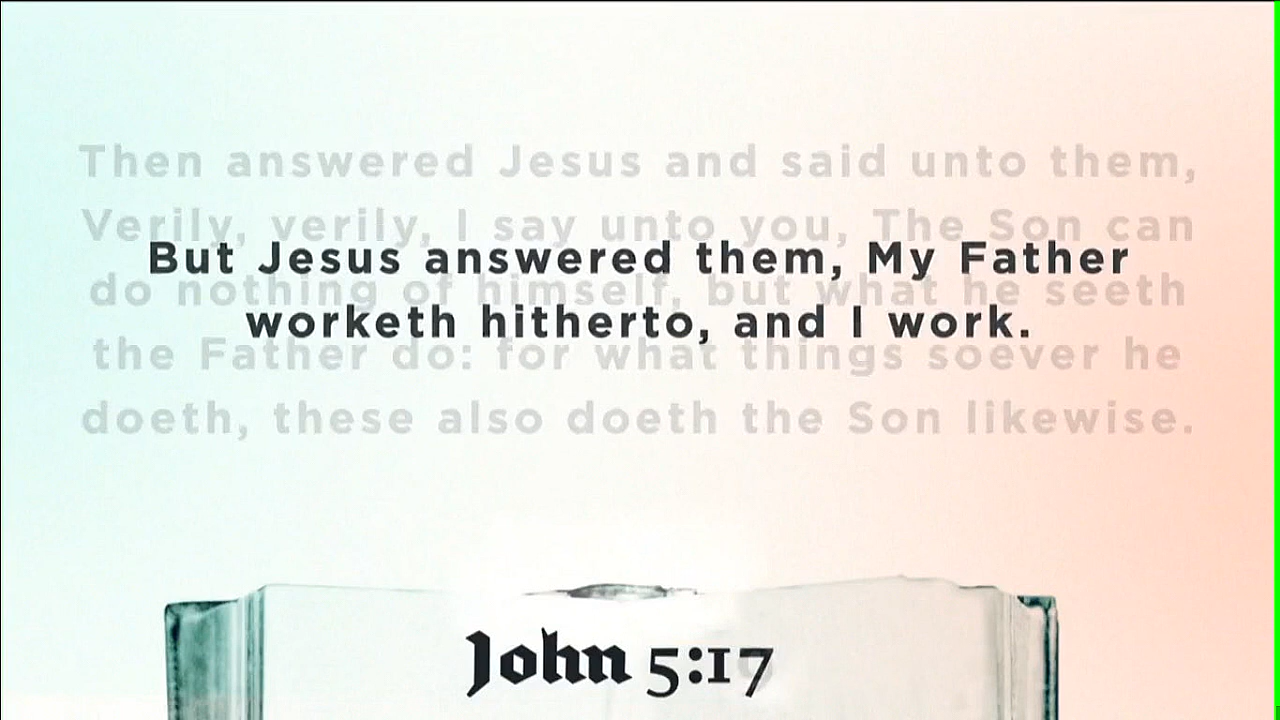 Then answered Jesus and said unto them,
Verily, verily, I say unto you, The Son can
But Jesus answered them, My Father
do nothing of himself, but what he seeth
worketh hitherto, and I work.
the Father do: for what things soever he
doeth, these also doeth the Son likewise.
John 5:17